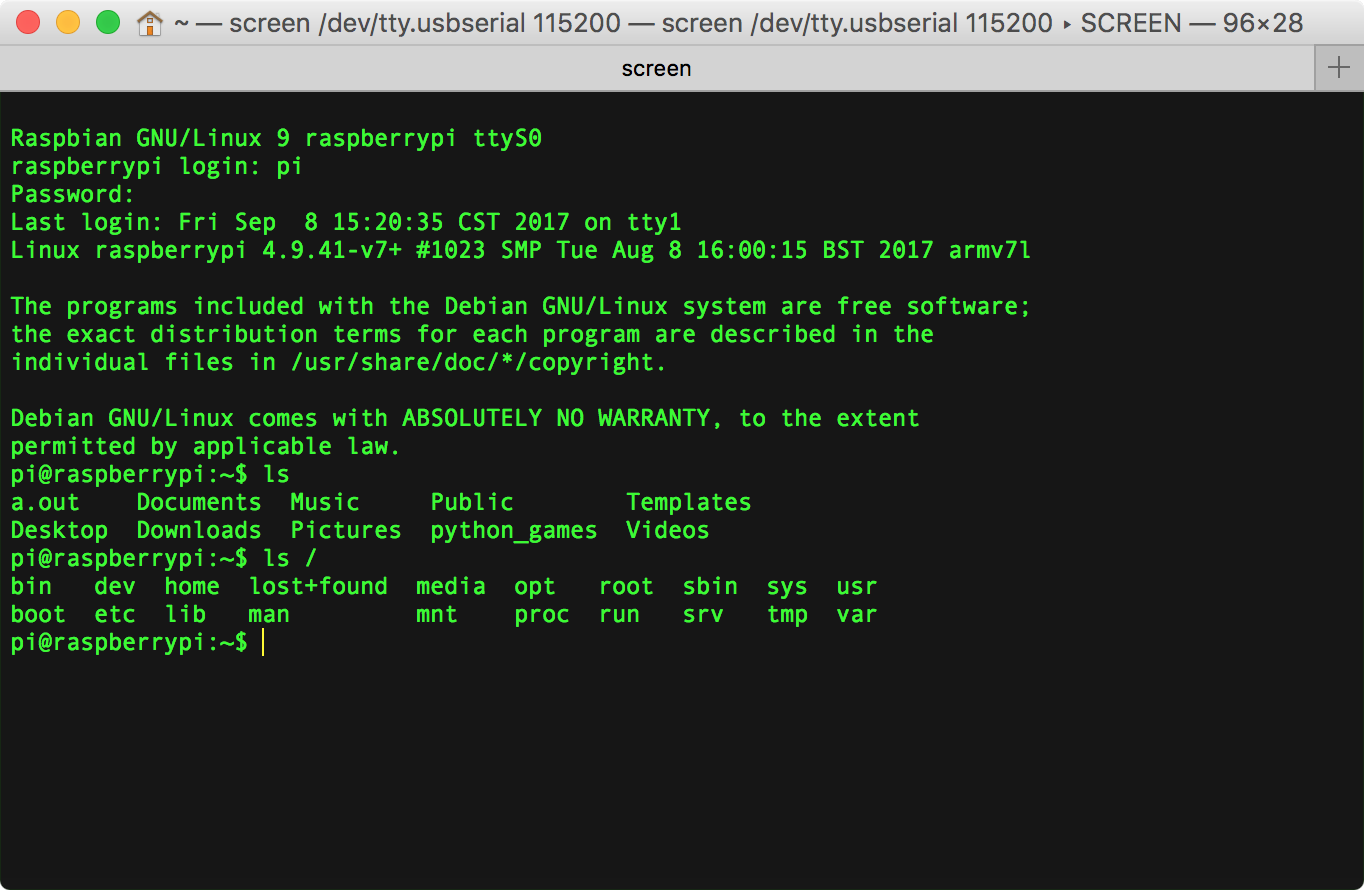 ~ — screen /dev/tty.usbserial 115200 — screen /dev/tty.usbserial 115200 ▸ SCREEN — 96×28
screen
Raspbian GNU/Linux 9 raspberrypi ttyS0
raspberrypi login: pi
Password:
Last login: Fri Sep  8 15:20:35 CST 2017 on tty1
Linux raspberrypi 4.9.41-v7+ #1023 SMP Tue Aug 8 16:00:15 BST 2017 armv7l
The programs included with the Debian GNU/Linux system are free software;
the exact distribution terms for each program are described in the
individual files in /usr/share/doc/*/copyright.
Debian GNU/Linux comes with ABSOLUTELY NO WARRANTY, to the extent
permitted by applicable law.
pi@raspberrypi:~$ ls
a.out    Documents  Music     Public        Templates
Desktop  Downloads  Pictures  python_games  Videos
pi@raspberrypi:~$ ls /
bin   dev  home  lost+found  media  opt   root  sbin  sys  usr
boot  etc  lib   man         mnt    proc  run   srv   tmp  var
pi@raspberrypi:~$